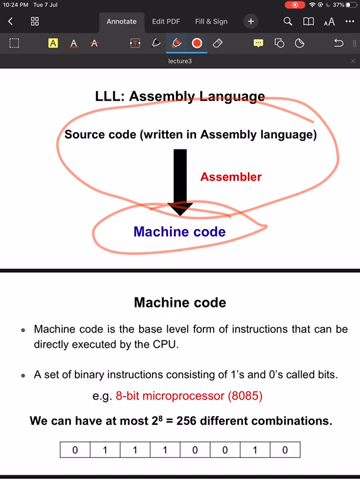 10:24 PM Tue 7 Jul
37%
Annotate
Edit PDF
Fill & Sign
lecture3
LLL: Assembly Language
Source code (written in Assembly language)
Assembler
Machine code
Machine code
• Machine code is the base level form of instructions that can be
directly executed by the CPU.
• A set of binary instructions consisting of 1's and 0's called bits.
e.g. 8-bit microprocessor (8085)
We can have at most 2⁸ = 256 different combinations.
0 1 1 1 0 0 1 0